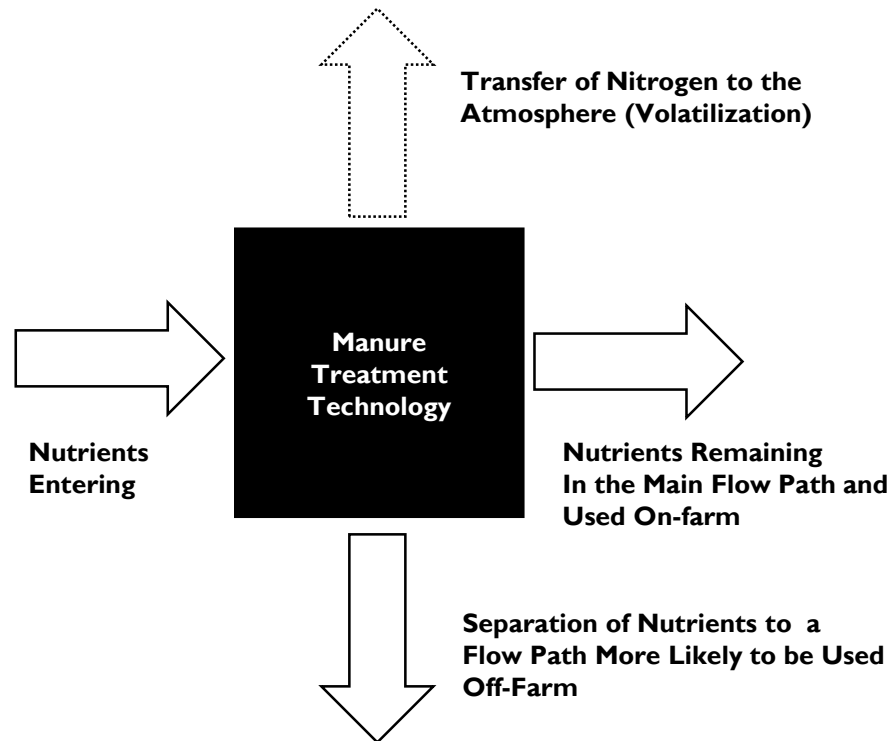 Transfer of Nitrogen to the
Atmosphere (Volatilization)
Manure
Treatment
Technology
Nutrients
Entering
Nutrients Remaining
In the Main Flow Path and
Used On-farm
Separation of Nutrients to a
Flow Path More Likely to be Used
Off-Farm